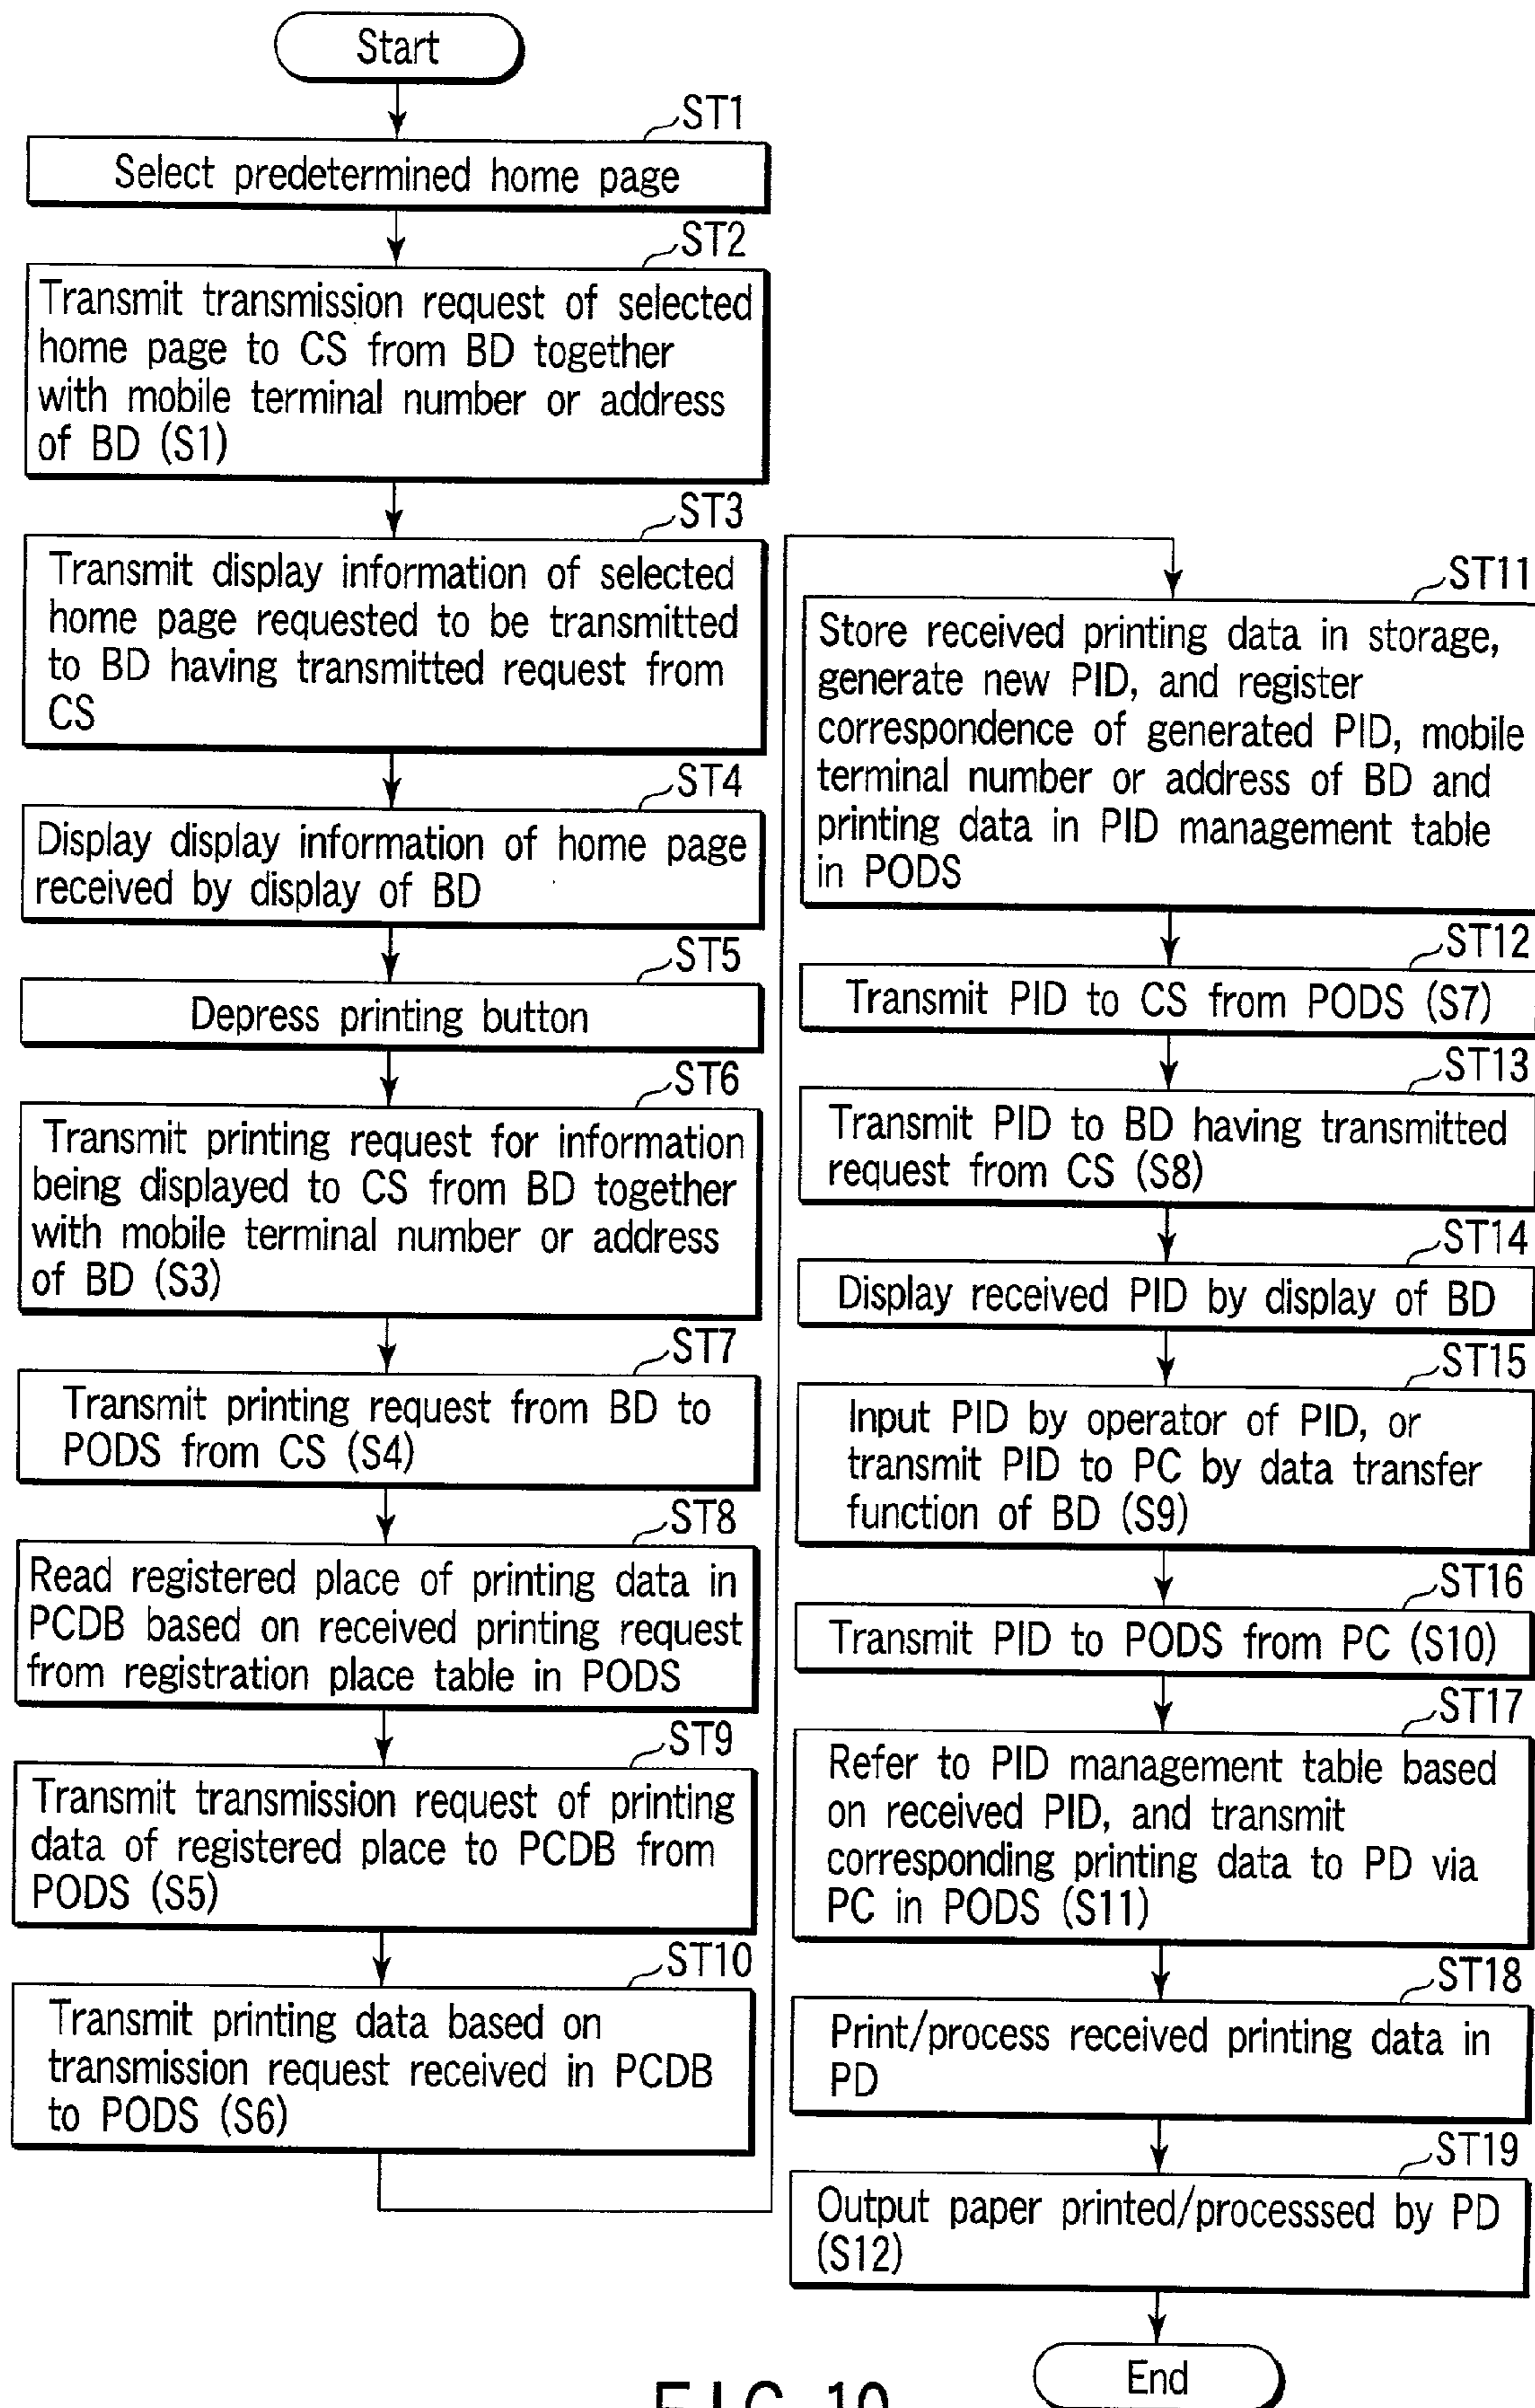 Start
ST1
Select predetermined home page
ST2
Transmit transmission request of selected
home page to CS from BD together
with mobile terminal number or address
of BD (S1)
ST3
Transmit display information of selected
home page requested to be transmitted
to BD having transmitted request from
CS
ST4
Display display information of home page
received by display of BD
ST5
Depress printing button
ST6
Transmit printing request for information
being displayed to CS from BD together
with mobile terminal number or address
of BD (S3)
ST7
Transmit printing request from BD to
PODS from CS (S4)
ST8
Read registered place of printing data in
PCDB based on received printing request
from registration place table in PODS
ST9
Transmit transmission request of printing
data of registered place to PCDB from
PODS (S5)
ST10
Transmit printing data based on
transmission request received in PCDB
to PODS (S6)
ST11
Store received printing data in storage,
generate new PID, and register
correspondence of generated PID, mobile
terminal number or address of BD and
printing data in PID management table
in PODS
ST12
Transmit PID to CS from PODS (S7)
ST13
Transmit PID to BD having transmitted
request from CS (S8)
ST14
Display received PID by display of BD
ST15
Input PID by operator of PID, or
transmit PID to PC by data transfer
function of BD (S9)
ST16
Transmit PID to PODS from PC (S10)
ST17
Refer to PID management table based
on received PID, and transmit
corresponding printing data to PD via
PC in PODS (S11)
ST18
Print/process received printing data in
PD
ST19
Output paper printed/processsed by PD
(S12)
End